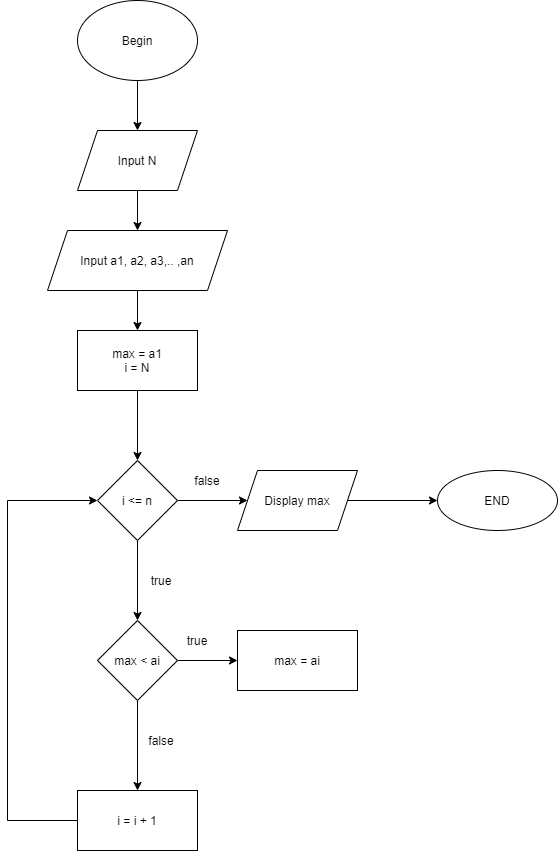 Begin
Input N
Input a1, a2, a3,.. ,an
max = a1
i = N
i <= n
false
Display max
END
true
max < ai
true
max = ai
false
i = i + 1